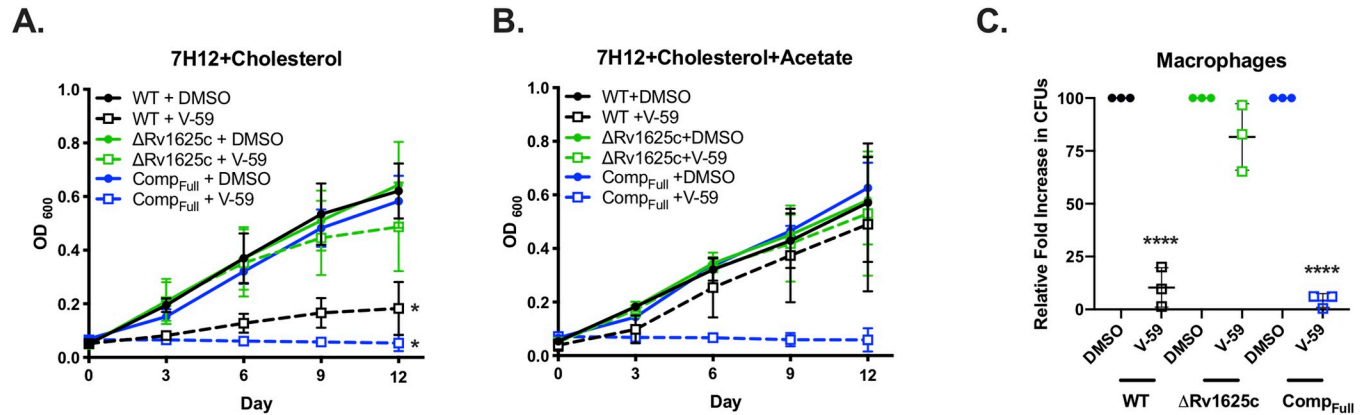 A.
7H12+Cholesterol
OD 600
1.0
0.8
0.6
0.4
0.2
0.0
WT + DMSO
WT + V-59
ΔRv1625c + DMSO
ΔRv1625c + V-59
CompFull + DMSO
CompFull + V-59
*
*
0 3 6 9 12
Day
B.
7H12+Cholesterol+Acetate
OD 600
1.0
0.8
0.6
0.4
0.2
0.0
WT+DMSO
WT +V-59
ΔRv1625c+DMSO
ΔRv1625c+V-59
CompFull +DMSO
CompFull +V-59
0 3 6 9 12
Day
C.
Macrophages
Relative Fold Increase in CFUs
100
75
50
25
0
****
****
DMSO V-59 DMSO V-59 DMSO V-59
WT ΔRv1625c CompFull